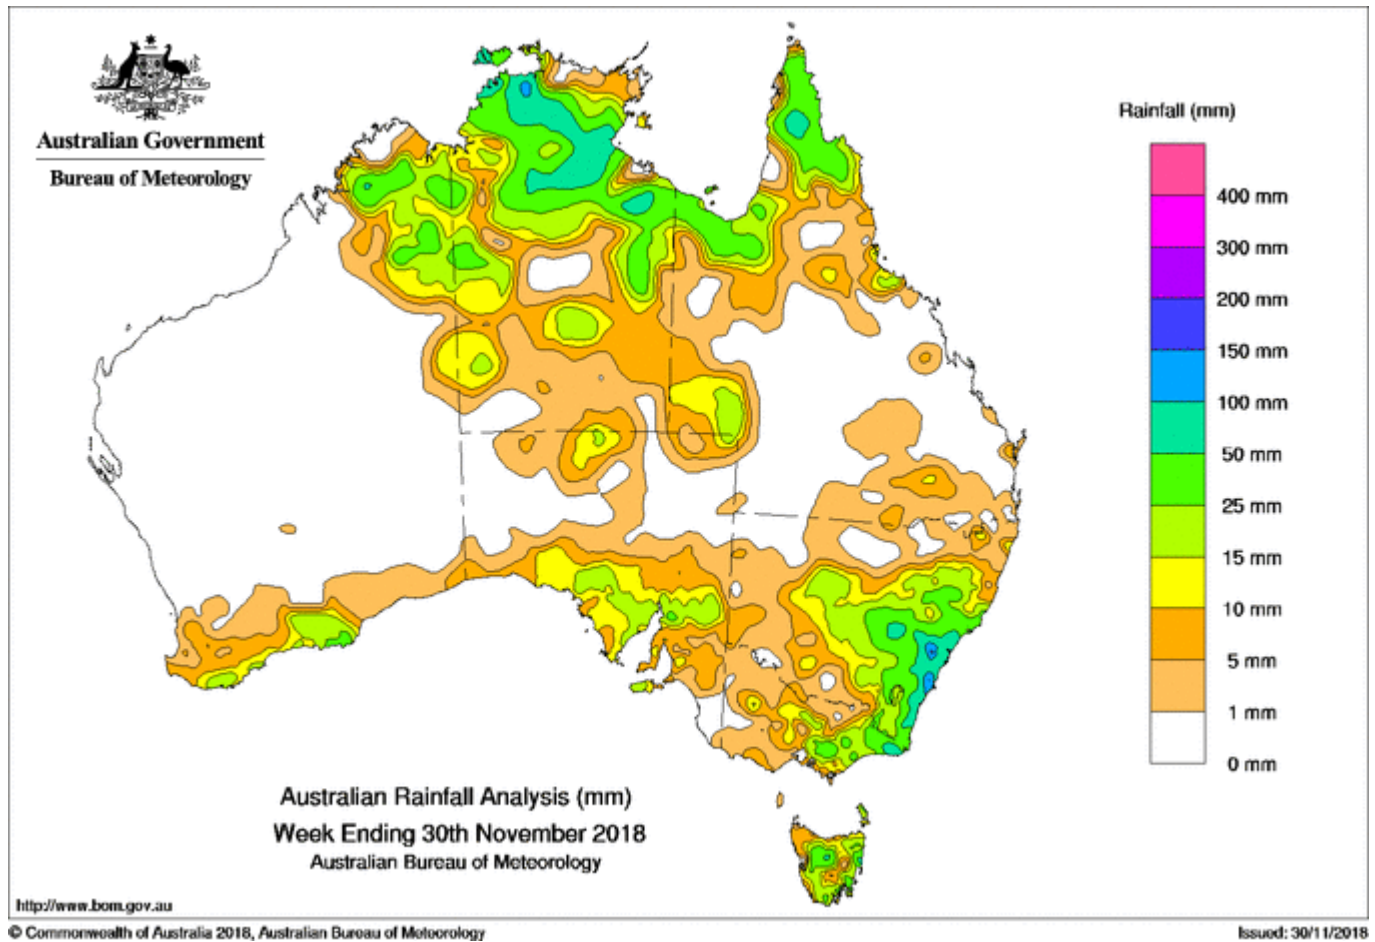 Australian Government
Bureau of Meteorology
Rainfall (mm)
400 mm
300 mm
200 mm
150 mm
100 mm
50 mm
25 mm
15 mm
10 mm
5 mm
1 mm
0 mm
Australian Rainfall Analysis (mm)
Week Ending 30th November 2018
Australian Bureau of Meteorology
http://www.bom.gov.au
© Commonwealth of Australia 2018, Australian Bureau of Meteorology
Issued: 30/11/2018